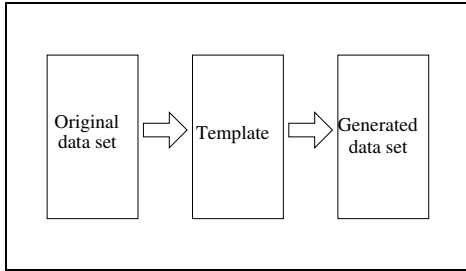 Original
data set
Template
Generated
data set